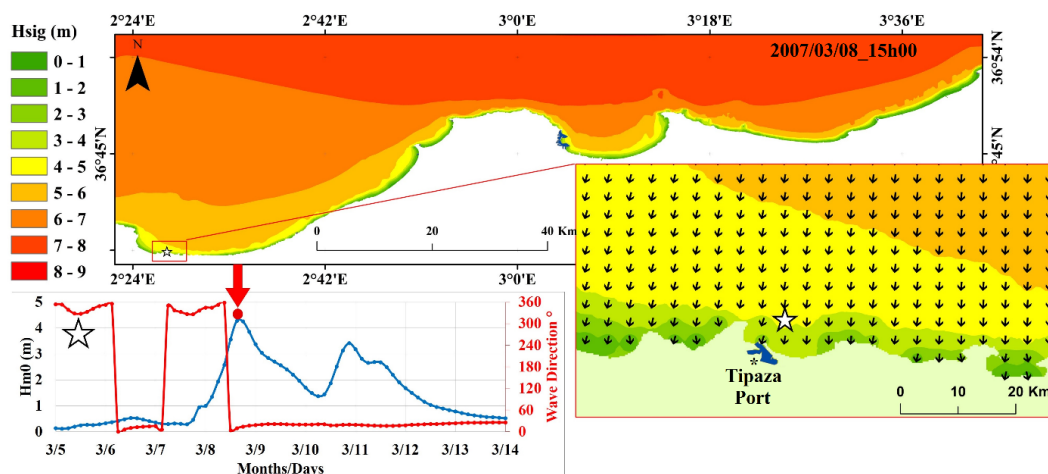 2°24'E 2°42'E 3°0'E 3°18'E 3°36'E
Hsig (m)
0 - 1
1 - 2
2 - 3
3 - 4
4 - 5
5 - 6
6 - 7
7 - 8
8 - 9
N
2007/03/08_15h00
36°54'N
36°45'N
36°45'N
0 20 40 Km
2°24'E 2°42'E 3°0'E
Tipaza
Port
*
0 10 20 Km
Hm0 (m)
5
4
3
2
1
0
360
300
240
180
120
60
0
Wave Direction °
3/5 3/6 3/7 3/8 3/9 3/10 3/11 3/12 3/13 3/14
Months/Days